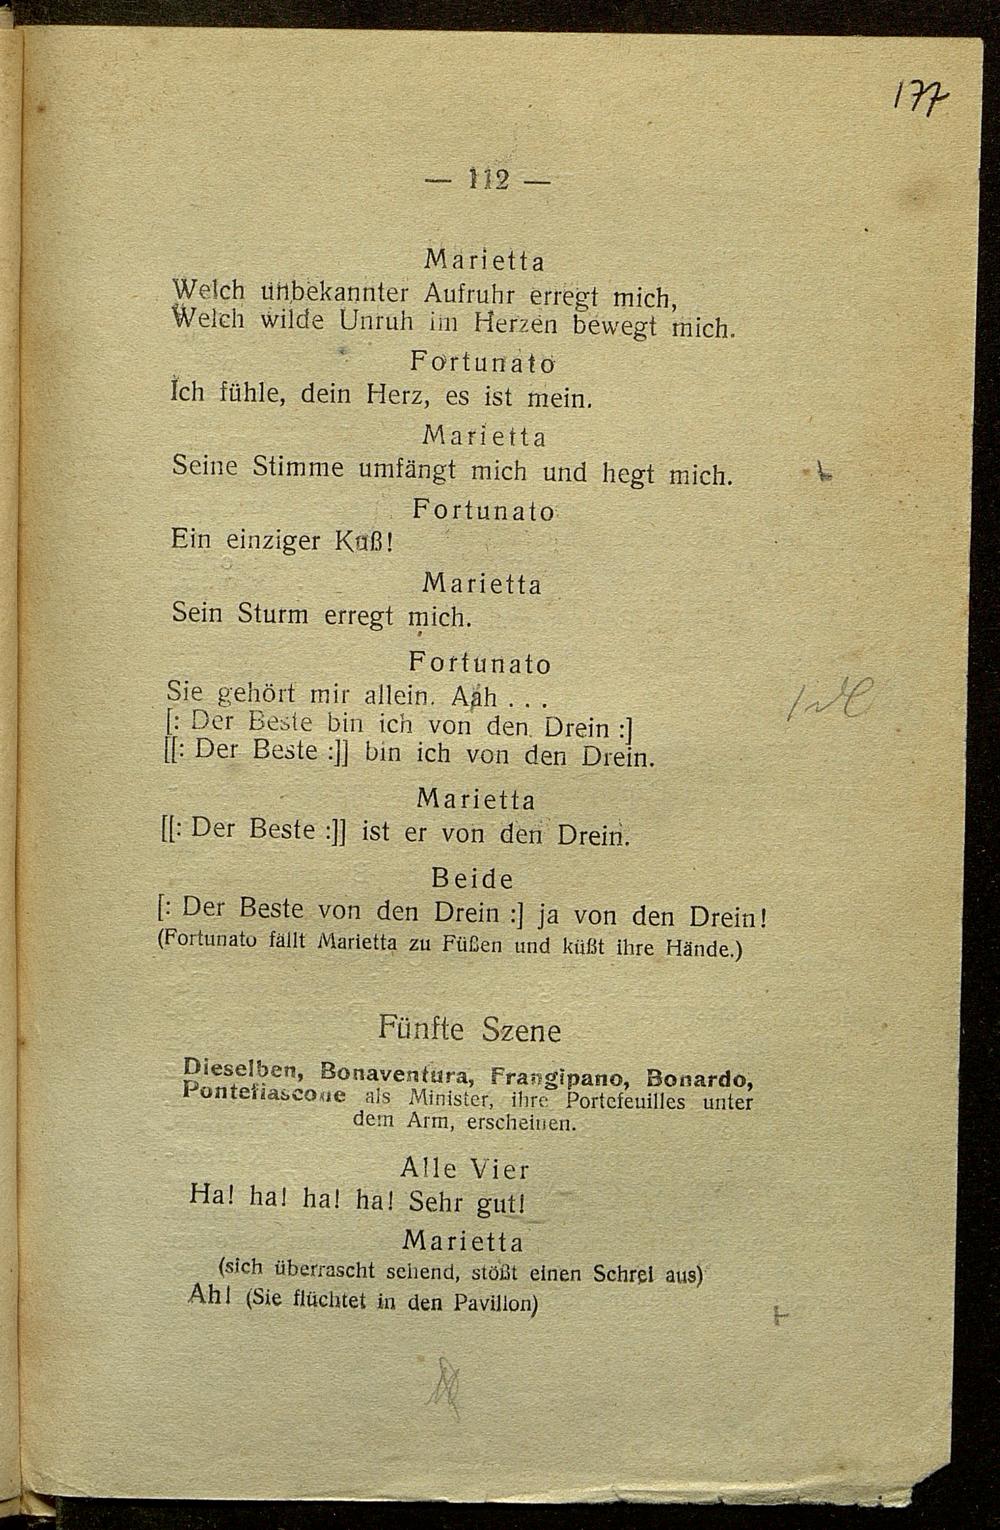 177
— 112 —
Marietta
Welch unbekannter Aufruhr erregt mich,
Welch wilde Unruh im Herzen bewegt mich.
Fortunato
Ich fühle, dein Herz, es ist mein.
Marietta
Seine Stimme umfängt mich und hegt mich.
Fortunato
Ein einziger Kuß!
Marietta
Sein Sturm erregt mich.
Fortunato
Sie gehört mir allein. Aah . . .
[: Der Beste bin ich von den Drein :]
[[: Der Beste :]] bin ich von den Drein.
Marietta
[[: Der Beste :]] ist er von den Drein.
Beide
[: Der Beste von den Drein :] ja von den Drein!
(Fortunato fällt Marietta zu Füßen und küßt ihre Hände.)
Fünfte Szene
Dieselben, Bonaventura, Frangipano, Bonardo,
Pontefiascone als Minister, ihre Portefeuilles unter
dem Arm, erscheinen.
Alle Vier
Ha! ha! ha! ha! Sehr gut!
Marietta
(sich überrascht sehend, stößt einen Schrei aus)
Ah! (Sie flüchtet in den Pavillon)